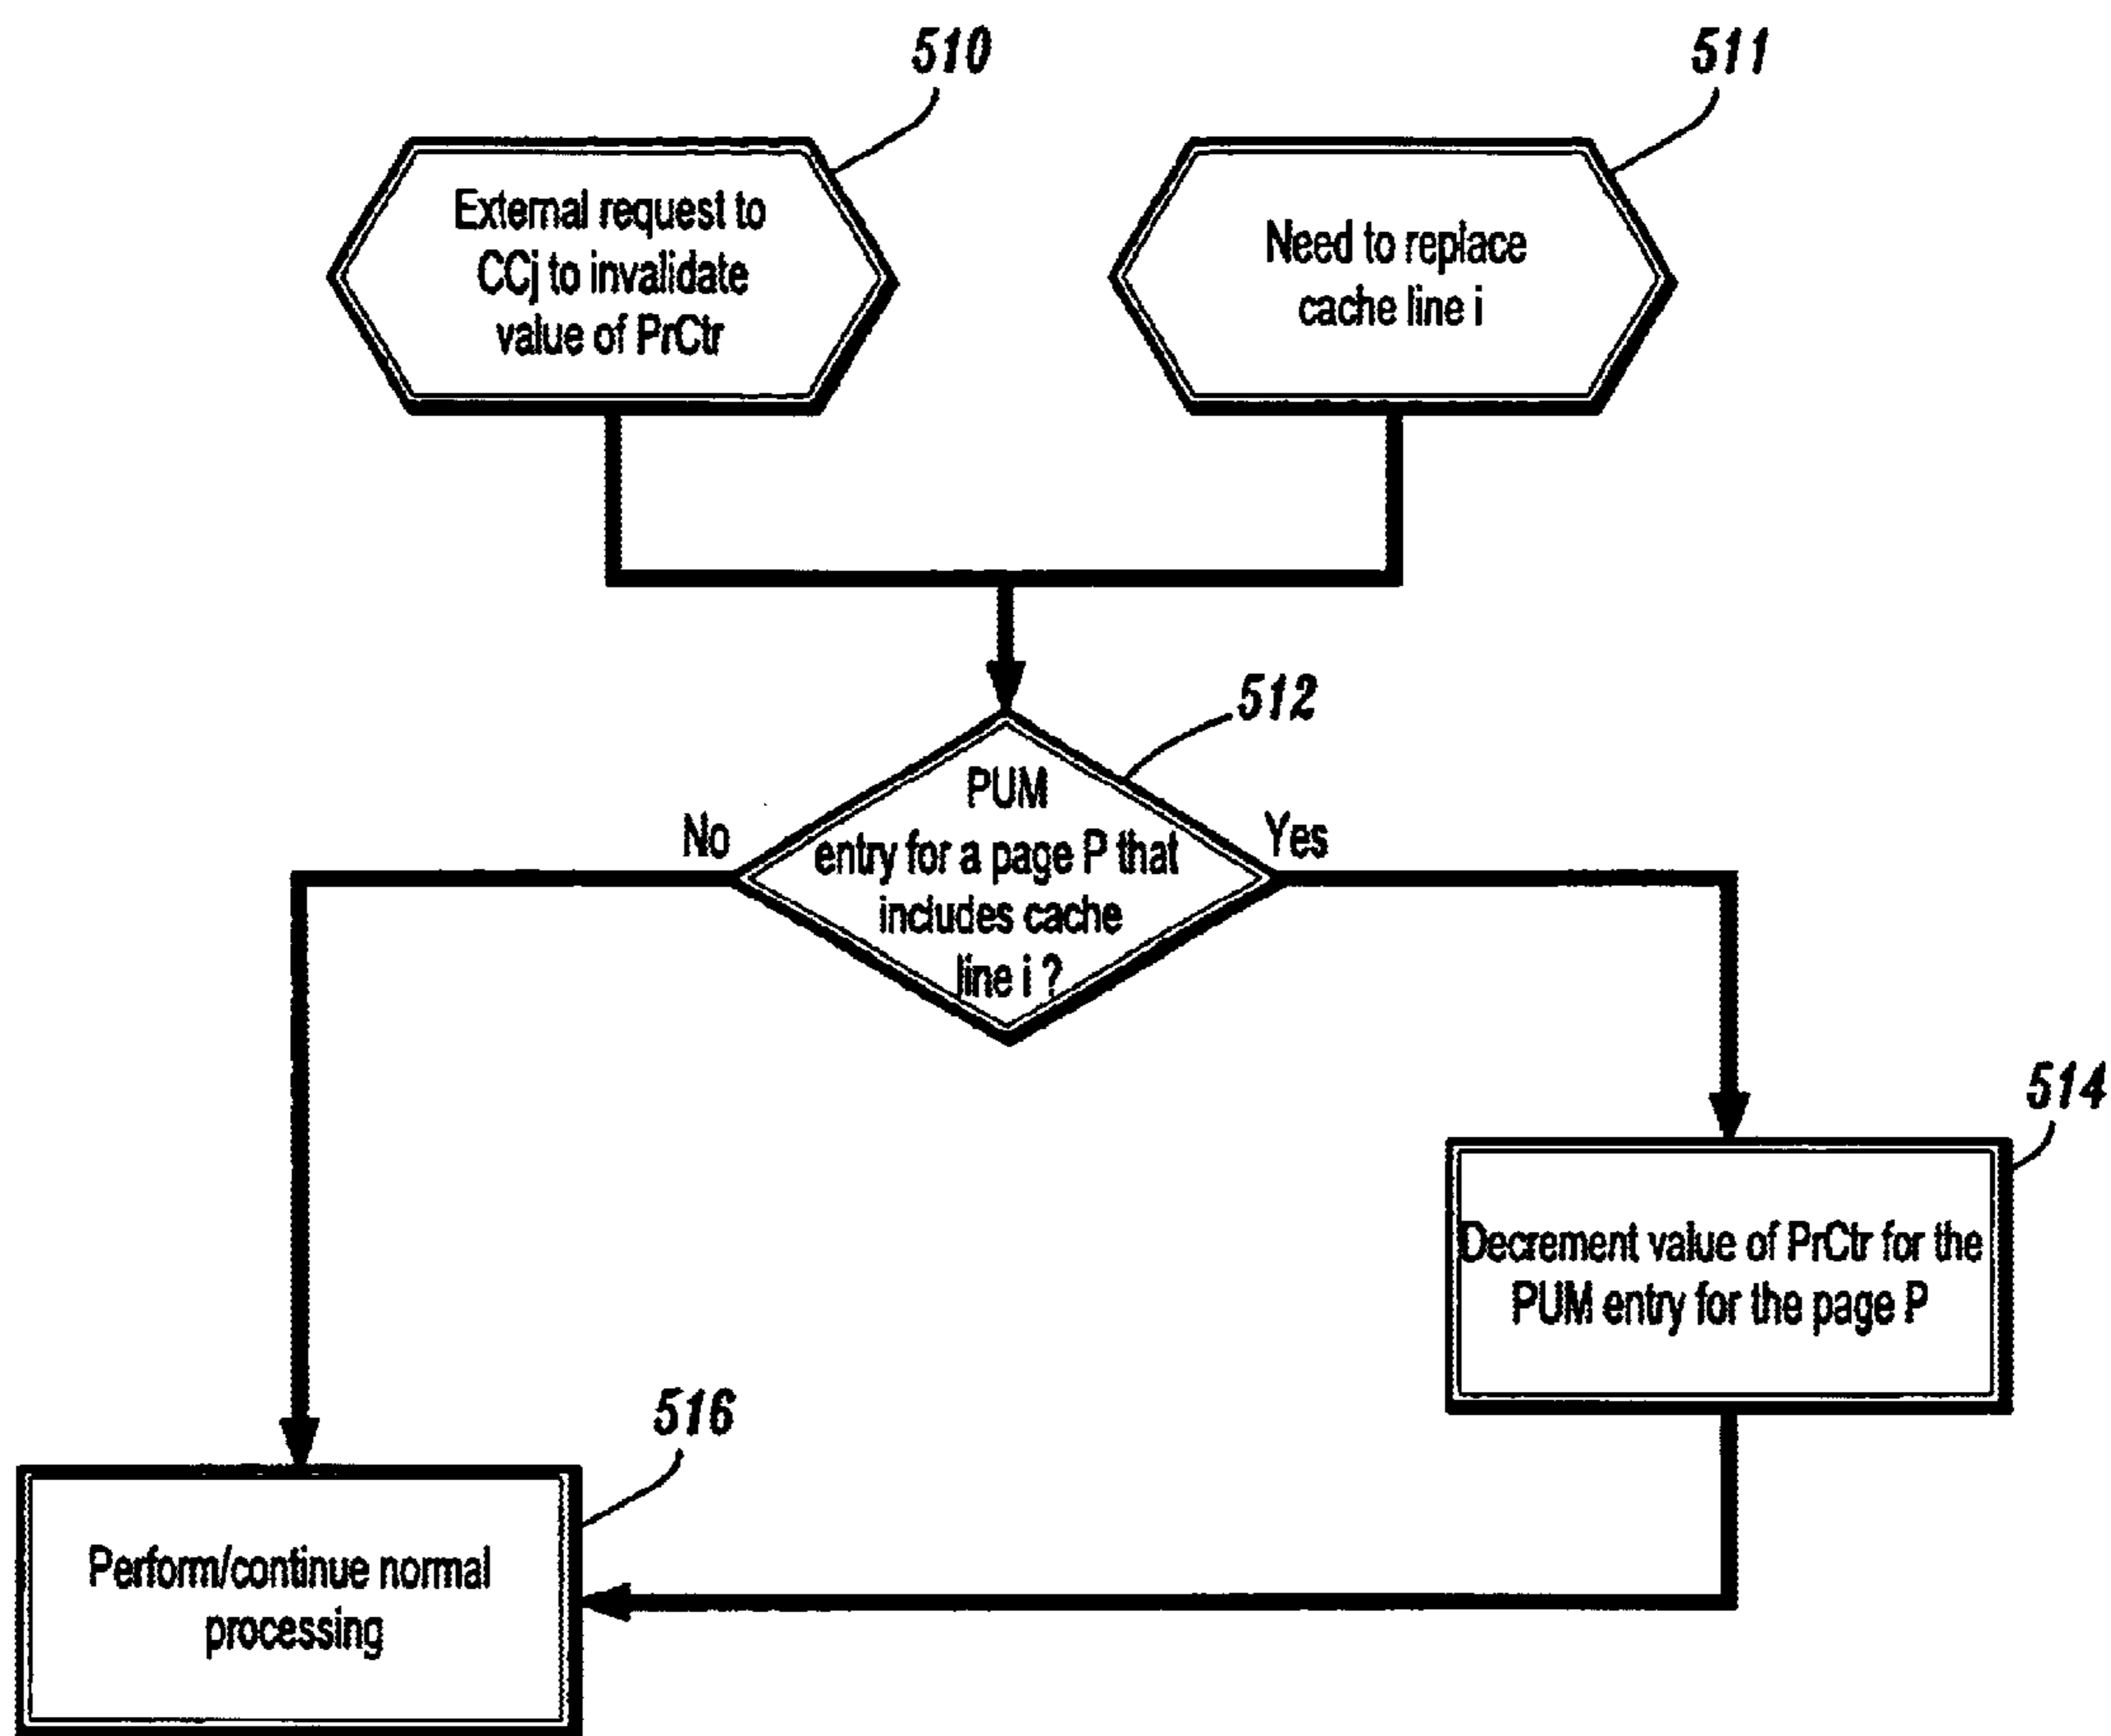 510
511
External request to
CCj to invalidate
value of PrCtr
Need to replace
cache line i
512
PUM
entry for a page P that
includes cache
line i ?
No
Yes
514
Decrement value of PrCtr for the
PUM entry for the page P
516
Perform/continue normal
processing